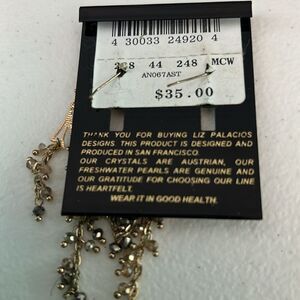 4 30033 24920 4
8 44 248 MCW
AN067AST
$35.00
THANK YOU FOR BUYING LIZ PALACIOS
DESIGNS. THIS PRODUCT IS DESIGNED AND
PRODUCED IN SAN FRANCISCO.
OUR CRYSTALS ARE AUSTRIAN, OUR
FRESHWATER PEARLS ARE GENUINE AND
OUR GRATITUDE FOR CHOOSING OUR LINE
IS HEARTFELT.
WEAR IT IN GOOD HEALTH.